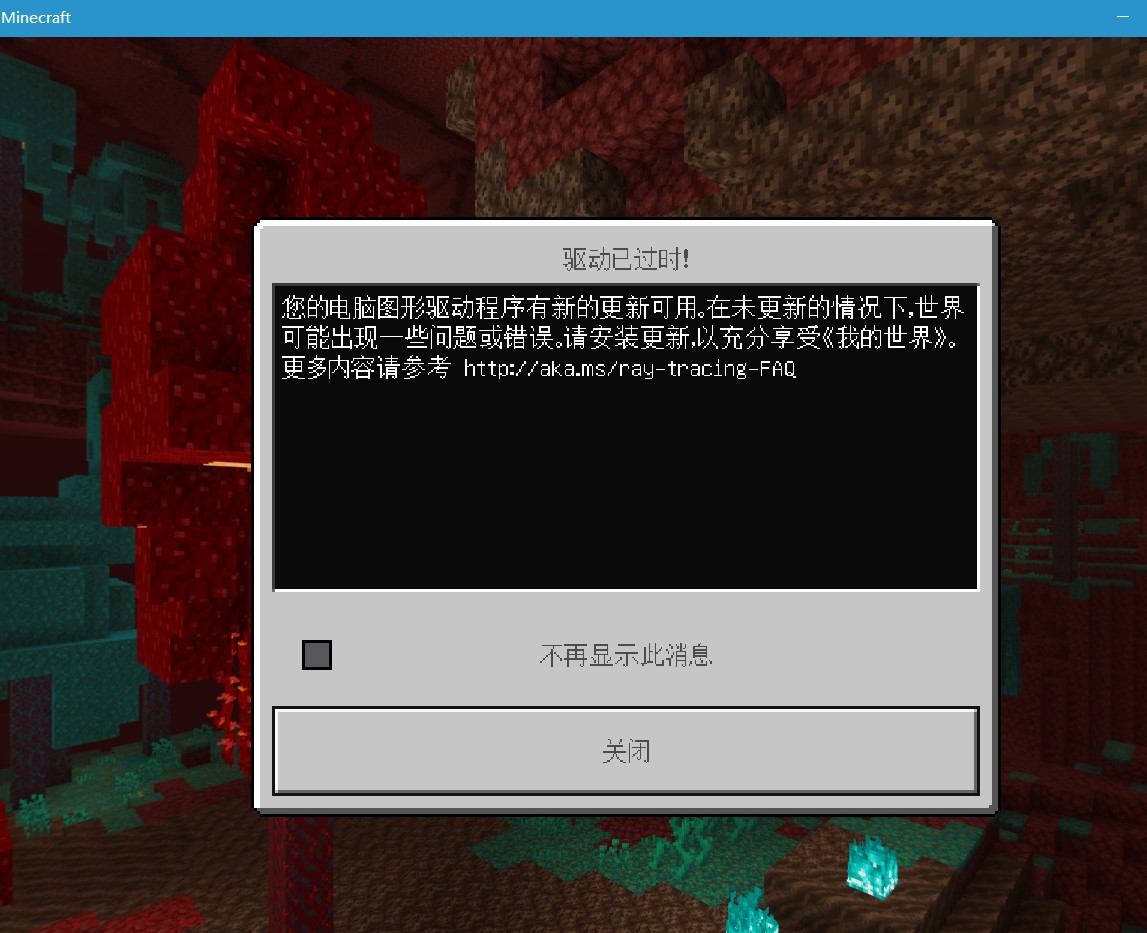 Minecraft
驱动已过时!
您的电脑图形驱动程序有新的更新可用。在未更新的情况下,世界
可能出现一些问题或错误。请安装更新,以充分享受《我的世界》。
更多内容请参考 http://aka.ms/ray-tracing-FAQ
不再显示此消息
关闭